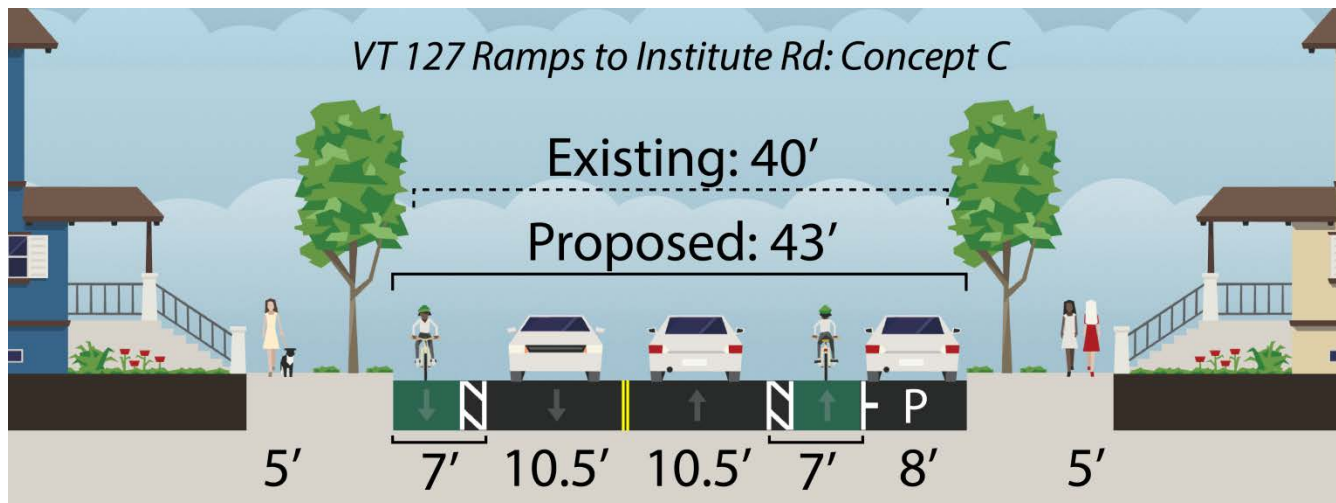 VT 127 Ramps to Institute Rd: Concept C
Existing: 40’
Proposed: 43’
P
5’ 7’ 10.5’ 10.5’ 7’ 8’ 5’